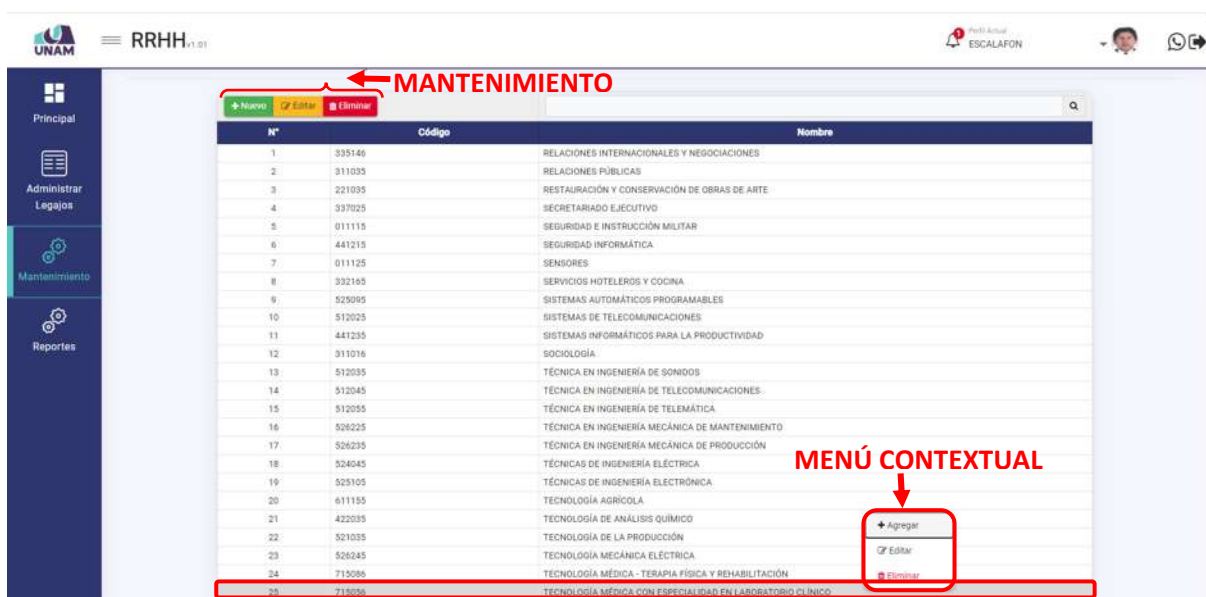 UNAM
RRHH v1.01
1
Perfil Actual
ESCALAFON
MANTENIMIENTO
Principal
Administrar
Legajos
Mantenimiento
Reportes
+ Nuevo Editar Eliminar
N° Código Nombre
1 335146 RELACIONES INTERNACIONALES Y NEGOCIACIONES
2 311035 RELACIONES PÚBLICAS
3 221035 RESTAURACIÓN Y CONSERVACIÓN DE OBRAS DE ARTE
4 337025 SECRETARIADO EJECUTIVO
5 011115 SEGURIDAD E INSTRUCCIÓN MILITAR
6 441215 SEGURIDAD INFORMÁTICA
7 011125 SENSORES
8 332165 SERVICIOS HOTELEROS Y COCINA
9 525095 SISTEMAS AUTOMÁTICOS PROGRAMABLES
10 512025 SISTEMAS DE TELECOMUNICACIONES
11 441235 SISTEMAS INFORMÁTICOS PARA LA PRODUCTIVIDAD
12 311016 SOCIOLOGÍA
13 512035 TÉCNICA EN INGENIERÍA DE SONIDOS
14 512045 TÉCNICA EN INGENIERÍA DE TELECOMUNICACIONES
15 512055 TÉCNICA EN INGENIERÍA DE TELEMÁTICA
16 526225 TÉCNICA EN INGENIERÍA MECÁNICA DE MANTENIMIENTO
17 526235 TÉCNICA EN INGENIERÍA MECÁNICA DE PRODUCCIÓN
18 524045 TÉCNICAS DE INGENIERÍA ELÉCTRICA
19 525105 TÉCNICAS DE INGENIERÍA ELECTRÓNICA
20 611155 TECNOLOGÍA AGRÍCOLA
21 422035 TECNOLOGÍA DE ANÁLISIS QUÍMICO
22 521035 TECNOLOGÍA DE LA PRODUCCIÓN
23 526245 TECNOLOGÍA MECÁNICA ELÉCTRICA
24 715086 TECNOLOGÍA MÉDICA - TERAPIA FÍSICA Y REHABILITACIÓN
25 715056 TECNOLOGÍA MÉDICA CON ESPECIALIDAD EN LABORATORIO CLÍNICO
MENÚ CONTEXTUAL
+ Agregar
Editar
Eliminar